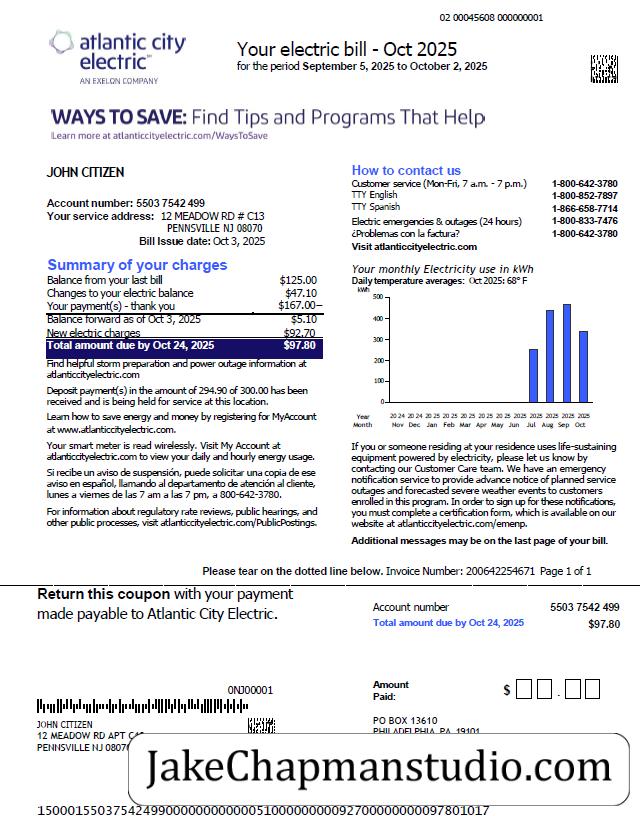 02 00045608 000000001
atlantic city
electric™
AN EXELON COMPANY
Your electric bill - Oct 2025
for the period September 5, 2025 to October 2, 2025
WAYS TO SAVE: Find Tips and Programs That Help
Learn more at atlanticcityelectric.com/WaysToSave
JOHN CITIZEN
Account number: 5503 7542 499
Your service address: 12 MEADOW RD # C13
PENNSVILLE NJ 08070
Bill Issue date: Oct 3, 2025
Summary of your charges
Balance from your last bill $125.00
Changes to your electric balance $47.10
Your payment(s) - thank you $167.00–
Balance forward as of Oct 3, 2025 $5.10
New electric charges $92.70
Total amount due by Oct 24, 2025 $97.80
Find helpful storm preparation and power outage information at
atlanticcityelectric.com
Deposit payment(s) in the amount of 294.90 of 300.00 has been
received and is being held for service at this location.
Learn how to save energy and money by registering for MyAccount
at www.atlanticcityelectric.com.
Your smart meter is read wirelessly. Visit My Account at
atlanticcityelectric.com to view your daily and hourly energy usage.
Si recibe un aviso de suspención, puede solicitar una copia de ese
aviso en español, llamando al departamento de atención al cliente,
lunes a viernes de las 7 am a las 7 pm, a 800-642-3780.
For information about regulatory rate reviews, public hearings, and
other public processes, visit atlanticcityelectric.com/PublicPostings.
How to contact us
Customer service (Mon-Fri, 7 a.m. - 7 p.m.) 1-800-642-3780
TTY English 1-800-852-7897
TTY Spanish 1-866-658-7714
Electric emergencies & outages (24 hours) 1-800-833-7476
¿Problemas con la factura? 1-800-642-3780
Visit atlanticcityelectric.com
Your monthly Electricity use in kWh
Daily temperature averages: Oct 2025: 68° F
kWh
500
400
300
200
100
0
Year 20 24 20 24 20 25 20 25 20 25 20 25 20 25 20 25 2025 2025 2025 2025
Month Nov Dec Jan Feb Mar Apr May Jun Jul Aug Sep Oct
If you or someone residing at your residence uses life-sustaining
equipment powered by electricity, please let us know by
contacting our Customer Care team. We have an emergency
notification service to provide advance notice of planned service
outages and forecasted severe weather events to customers
enrolled in this program. In order to sign up for these notifications,
you must complete a certification form, which is available on our
website at atlanticcityelectric.com/emenp.
Additional messages may be on the last page of your bill.
Please tear on the dotted line below. Invoice Number: 200642254671 Page 1 of 1
Return this coupon with your payment
made payable to Atlantic City Electric.
Account number 5503 7542 499
Total amount due by Oct 24, 2025 $97.80
Amount
Paid:
$ .
0NJ00001
JOHN CITIZEN
12 MEADOW RD APT
PENNSVILLE NJ
PO BOX 13610
PHILADELPHIA, PA 19101
JakeChapmanstudio.com